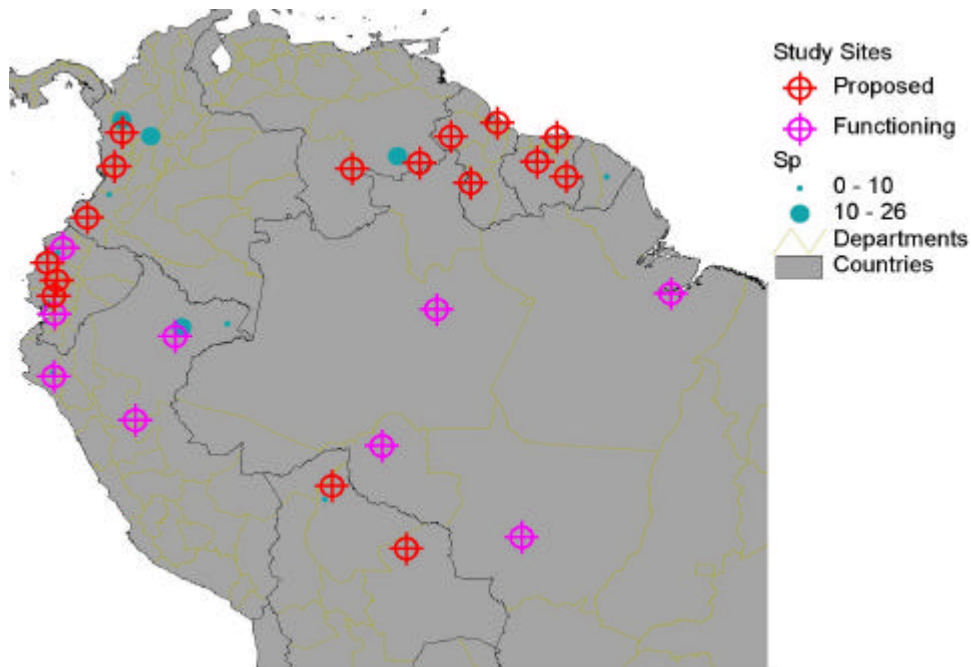 Study Sites
Proposed
Functioning
Sp
0 - 10
10 - 26
Departments
Countries